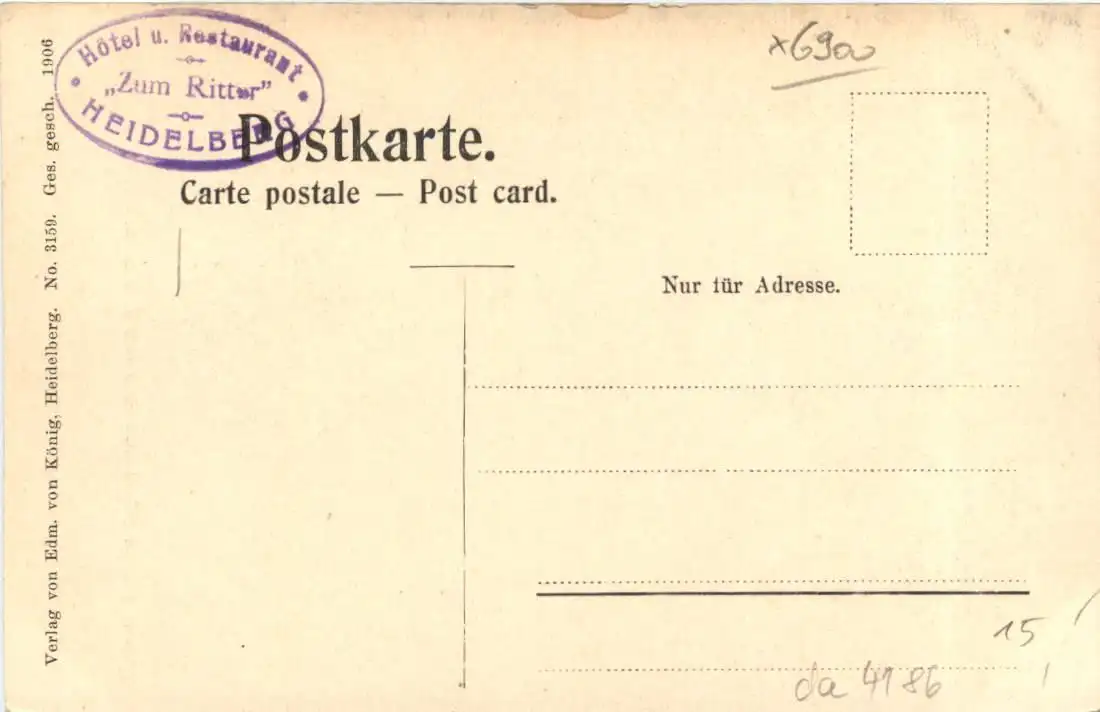 Hôtel u. Restaurant
„Zum Ritter”
HEIDELBERG
x6900
Postkarte.
Carte postale — Post card.
Nur für Adresse.
Verlag von Edm. von König, Heidelberg. No. 3159. Ges. gesch. 1906
15
da 4186